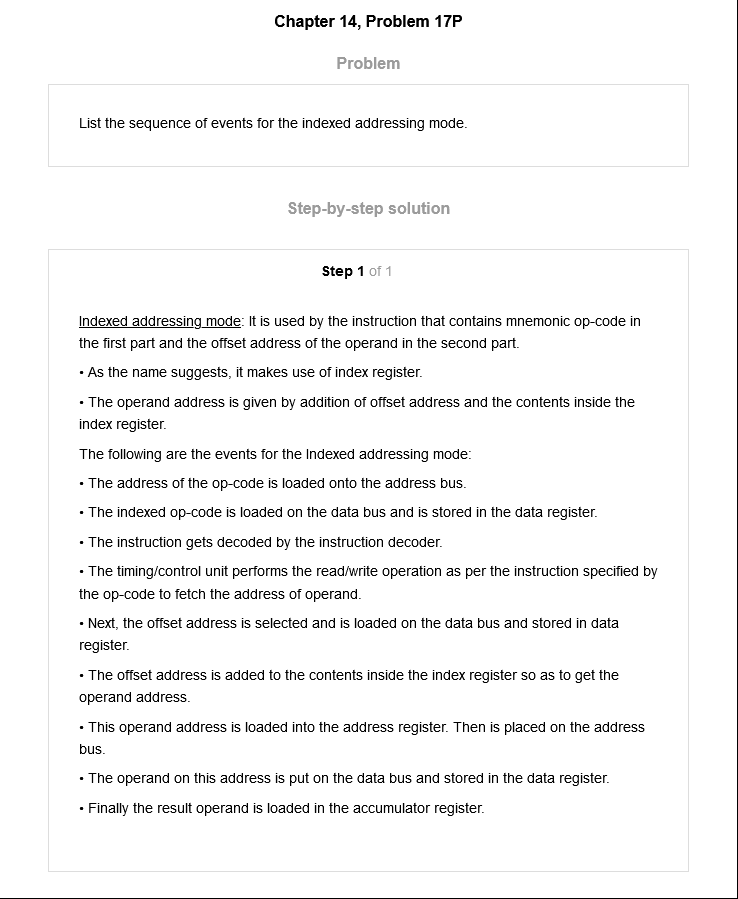 Chapter 14, Problem 17P
Problem
List the sequence of events for the indexed addressing mode.
Step-by-step solution
Step 1 of 1
Indexed addressing mode: It is used by the instruction that contains mnemonic op-code in
the first part and the offset address of the operand in the second part.
• As the name suggests, it makes use of index register.
• The operand address is given by addition of offset address and the contents inside the
index register.
The following are the events for the Indexed addressing mode:
• The address of the op-code is loaded onto the address bus.
• The indexed op-code is loaded on the data bus and is stored in the data register.
• The instruction gets decoded by the instruction decoder.
• The timing/control unit performs the read/write operation as per the instruction specified by
the op-code to fetch the address of operand.
• Next, the offset address is selected and is loaded on the data bus and stored in data
register.
• The offset address is added to the contents inside the index register so as to get the
operand address.
• This operand address is loaded into the address register. Then is placed on the address
bus.
• The operand on this address is put on the data bus and stored in the data register.
• Finally the result operand is loaded in the accumulator register.